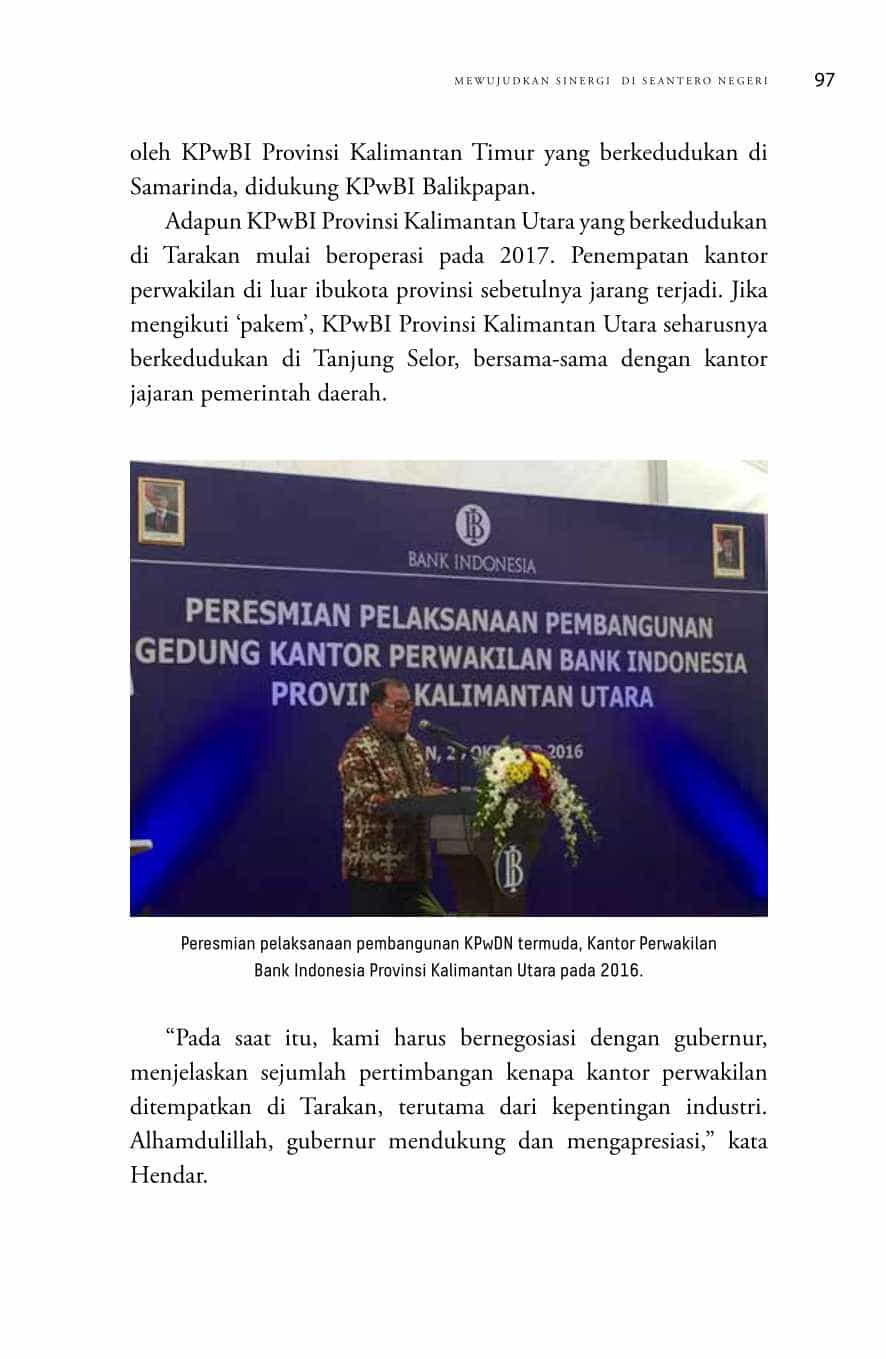 MEWUJUDKAN SINERGI DI SEANTERO NEGERI 97
oleh KPwBI Provinsi Kalimantan Timur yang berkedudukan di
Samarinda, didukung KPwBI Balikpapan.
Adapun KPwBI Provinsi Kalimantan Utara yang berkedudukan
di Tarakan mulai beroperasi pada 2017. Penempatan kantor
perwakilan di luar ibukota provinsi sebetulnya jarang terjadi. Jika
mengikuti ‘pakem’, KPwBI Provinsi Kalimantan Utara seharusnya
berkedudukan di Tanjung Selor, bersama-sama dengan kantor
jajaran pemerintah daerah.
BANK INDONESIA
PERESMIAN PELAKSANAAN PEMBANGUNAN
GEDUNG KANTOR PERWAKILAN BANK INDONESIA
PROVIN KALIMANTAN UTARA
2016
Peresmian pelaksanaan pembangunan KPwDN termuda, Kantor Perwakilan
Bank Indonesia Provinsi Kalimantan Utara pada 2016.
“Pada saat itu, kami harus bernegosiasi dengan gubernur,
menjelaskan sejumlah pertimbangan kenapa kantor perwakilan
ditempatkan di Tarakan, terutama dari kepentingan industri.
Alhamdulillah, gubernur mendukung dan mengapresiasi,” kata
Hendar.